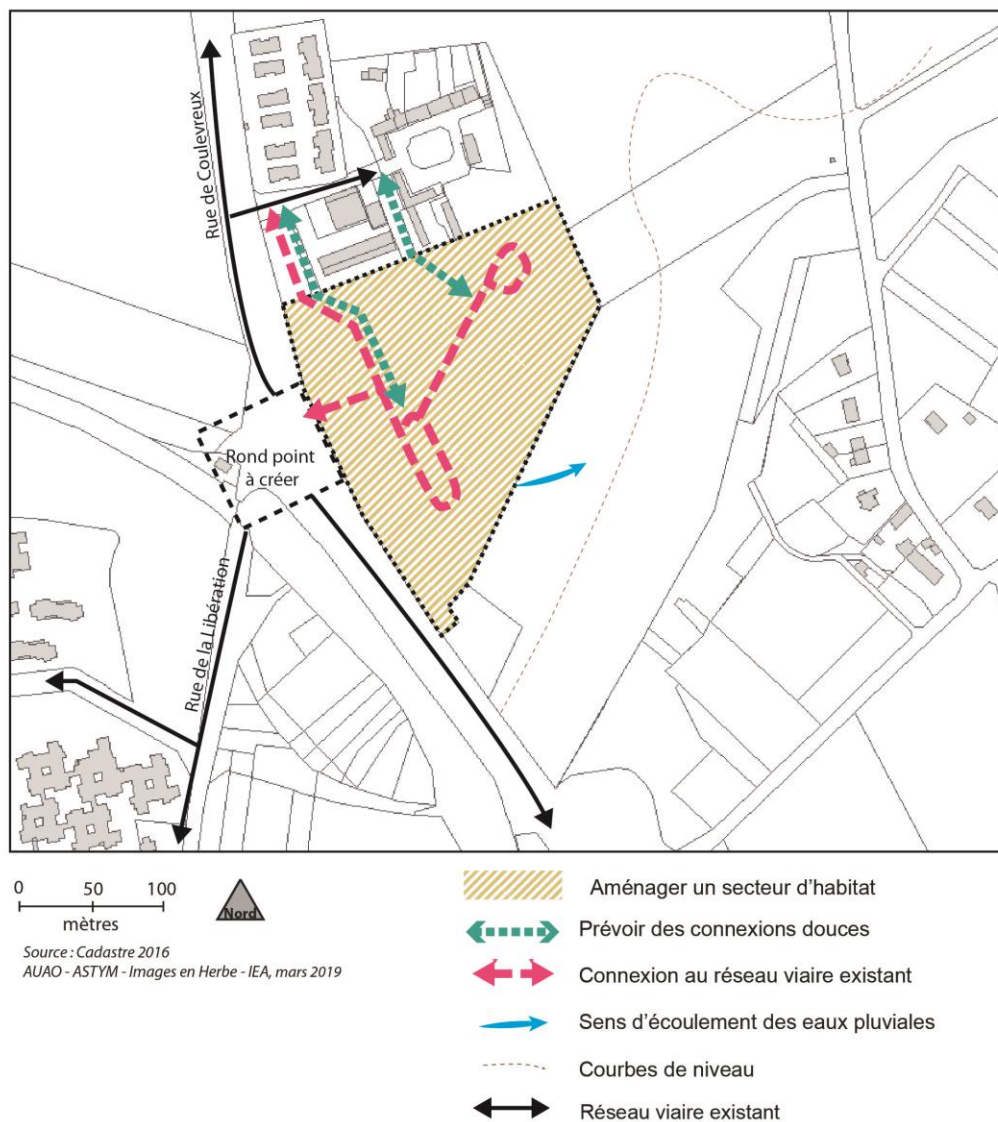 Rue de Coulevreux
Rond point
à créer
Rue de la Libération
0 50 100
mètres
Nord
Source : Cadastre 2016
AUAO - ASTYM - Images en Herbe - IEA, mars 2019
Aménager un secteur d'habitat
Prévoir des connexions douces
Connexion au réseau viaire existant
Sens d'écoulement des eaux pluviales
Courbes de niveau
Réseau viaire existant